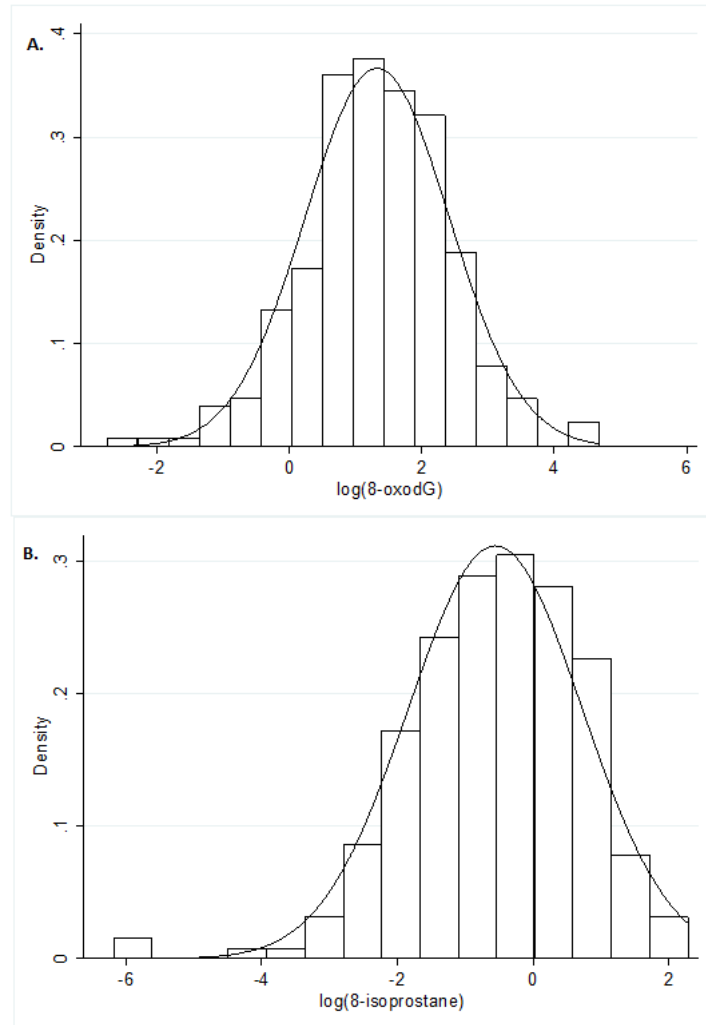 A.
.4
.3
.2
.1
0
Density
-2 0 2 4 6
log(8-oxodG)
B.
.3
.2
.1
0
Density
-6 -4 -2 0 2
log(8-isoprostane)